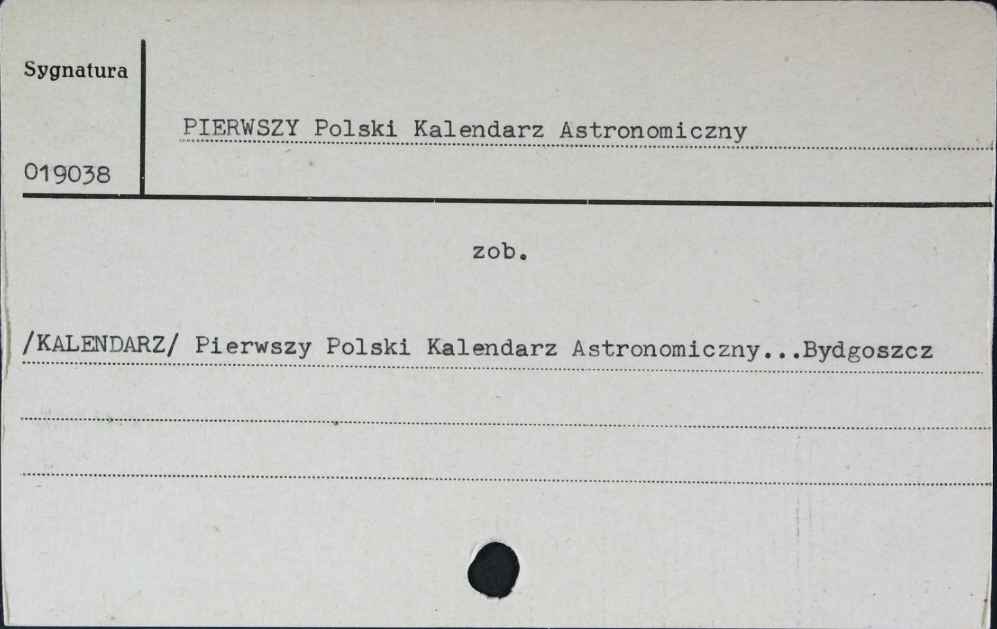 Sygnatura
PIERWSZY Polski Kalendarz Astronomiczny
019038
zob.
/KALENDARZ/ Pierwszy Polski Kalendarz Astronomiczny...Bydgoszcz